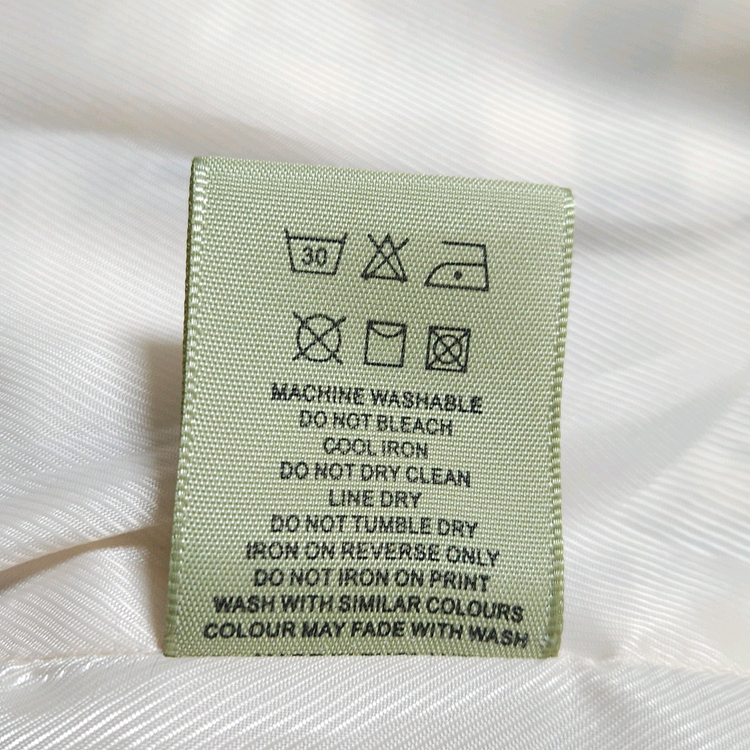 30
MACHINE WASHABLE
DO NOT BLEACH
COOL IRON
DO NOT DRY CLEAN
LINE DRY
DO NOT TUMBLE DRY
IRON ON REVERSE ONLY
DO NOT IRON ON PRINT
WASH WITH SIMILAR COLOURS
COLOUR MAY FADE WITH WASH